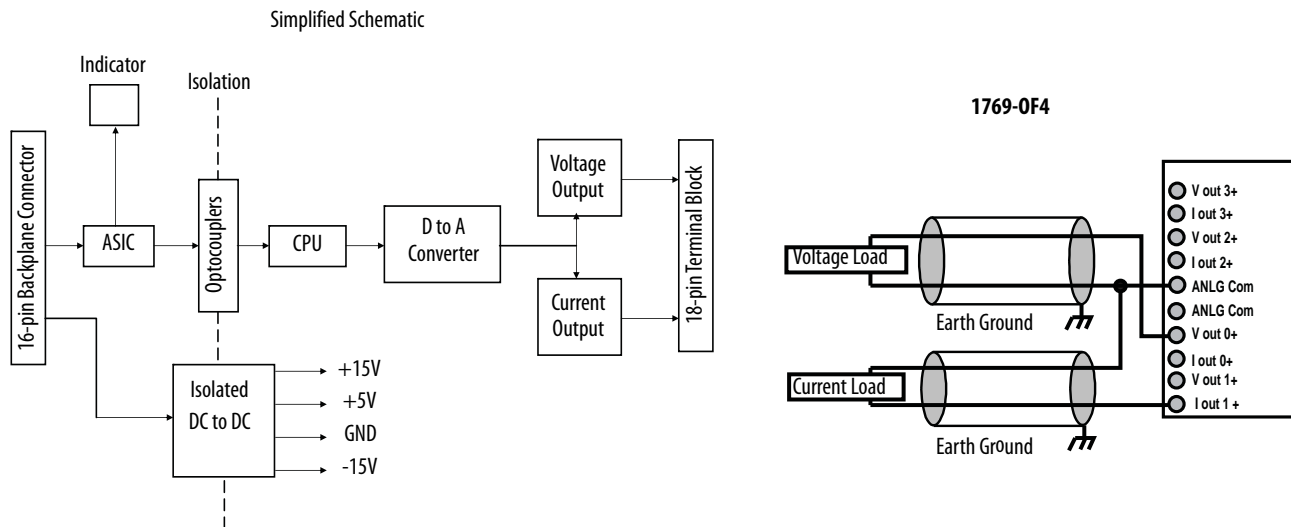 Simplified Schematic
Indicator
Isolation
16-pin Backplane Connector
ASIC
Optocouplers
CPU
D to A
Converter
Voltage
Output
Current
Output
18-pin Terminal Block
Isolated
DC to DC
+15V
+5V
GND
-15V
1769-OF4
Voltage Load
Earth Ground
Current Load
Earth Ground
V out 3+
I out 3+
V out 2+
I out 2+
ANLG Com
ANLG Com
V out 0+
I out 0+
V out 1+
I out 1 +